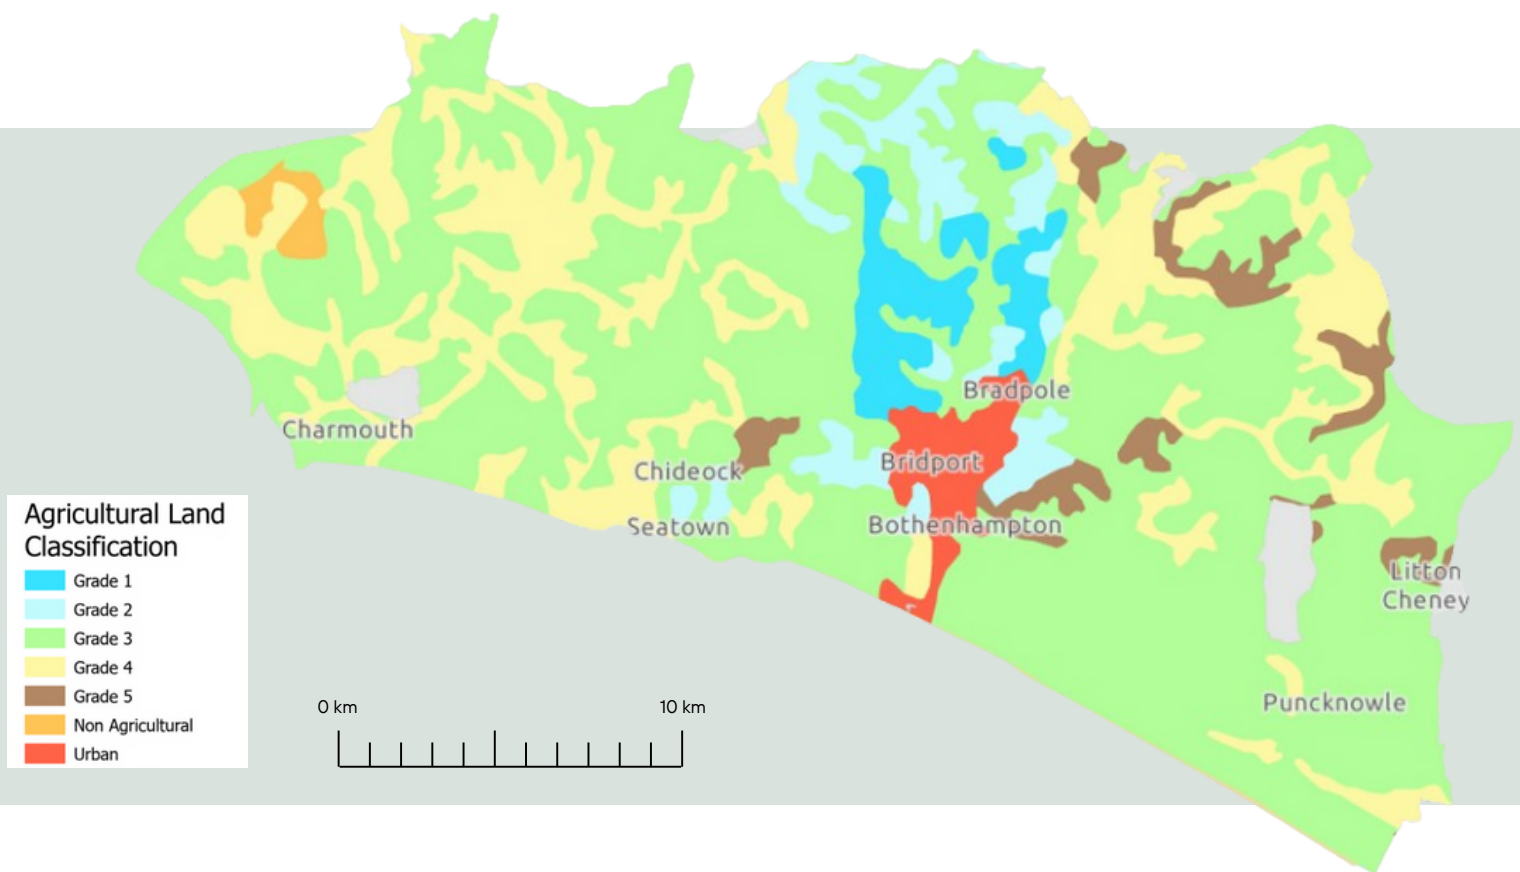 Bradpole
Charmouth
Chideock
Bridport
Seatown
Bothenhampton
Litton
Cheney
Puncknowle
Agricultural Land
Classification
Grade 1
Grade 2
Grade 3
Grade 4
Grade 5
Non Agricultural
Urban
0 km
10 km